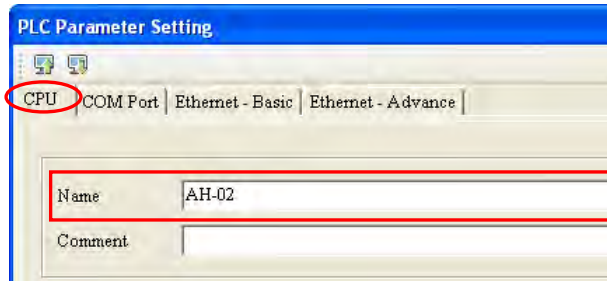 PLC Parameter Setting
CPU COM Port Ethernet - Basic Ethernet - Advance
Name AH-02
Comment